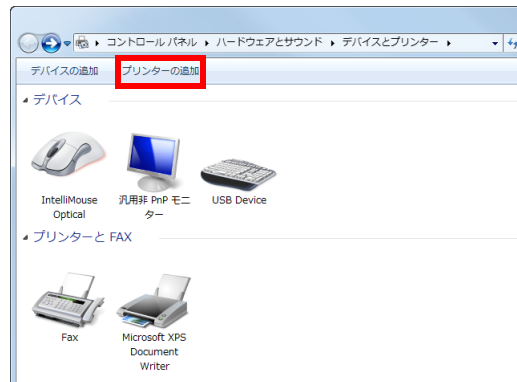 コントロール パネル ▸ ハードウェアとサウンド ▸ デバイスとプリンター ▸
デバイスの追加 プリンターの追加
デバイス
IntelliMouse Optical
汎用非 PnP モニター
USB Device
プリンターと FAX
Fax
Microsoft XPS Document Writer